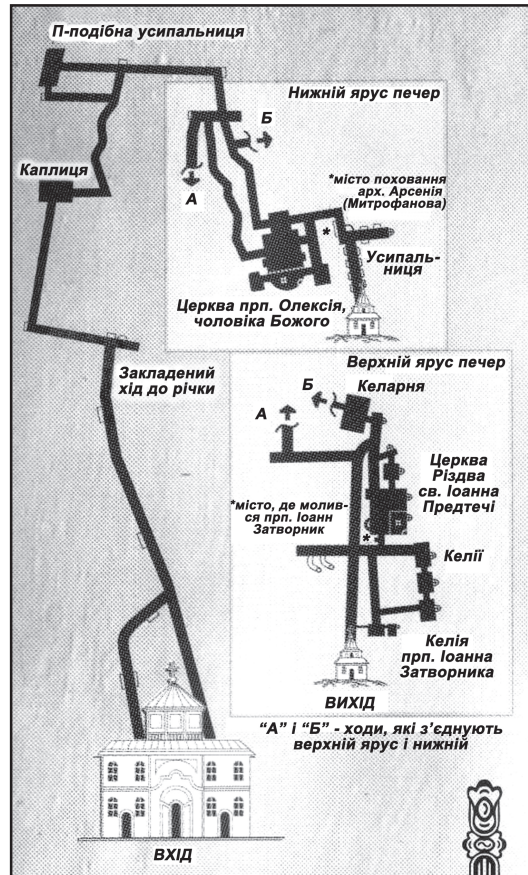 П-подібна усипальниця
Нижній ярус печер
Б
А
Каплиця
*місто поховання
арх. Арсенія
(Митрофанова)
Усипаль-
ниця
Церква прп. Олексія,
чоловіка Божого
Закладений
хід до річки
Верхній ярус печер
Б
Келарня
А
Церква
Різдва
св. Іоанна
Предтечі
*місто, де молив-
ся прп. Іоанн
Затворник
*
*
Келії
Келія
прп. Іоанна
Затворника
ВИХІД
“А” і “Б” - ходи, які з’єднують
верхній ярус і нижній
ВХІД